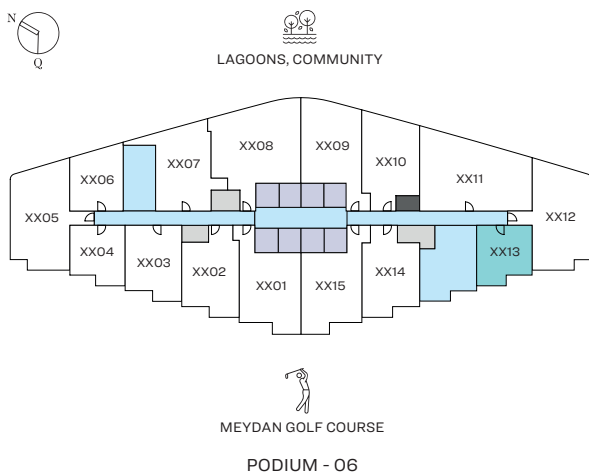 N
Q
LAGOONS, COMMUNITY
XX08
XX09
XX07
XX10
XX06
XX11
XX05
XX12
XX04
XX03
XX02
XX01
XX15
XX14
XX13
MEYDAN GOLF COURSE
PODIUM - 06